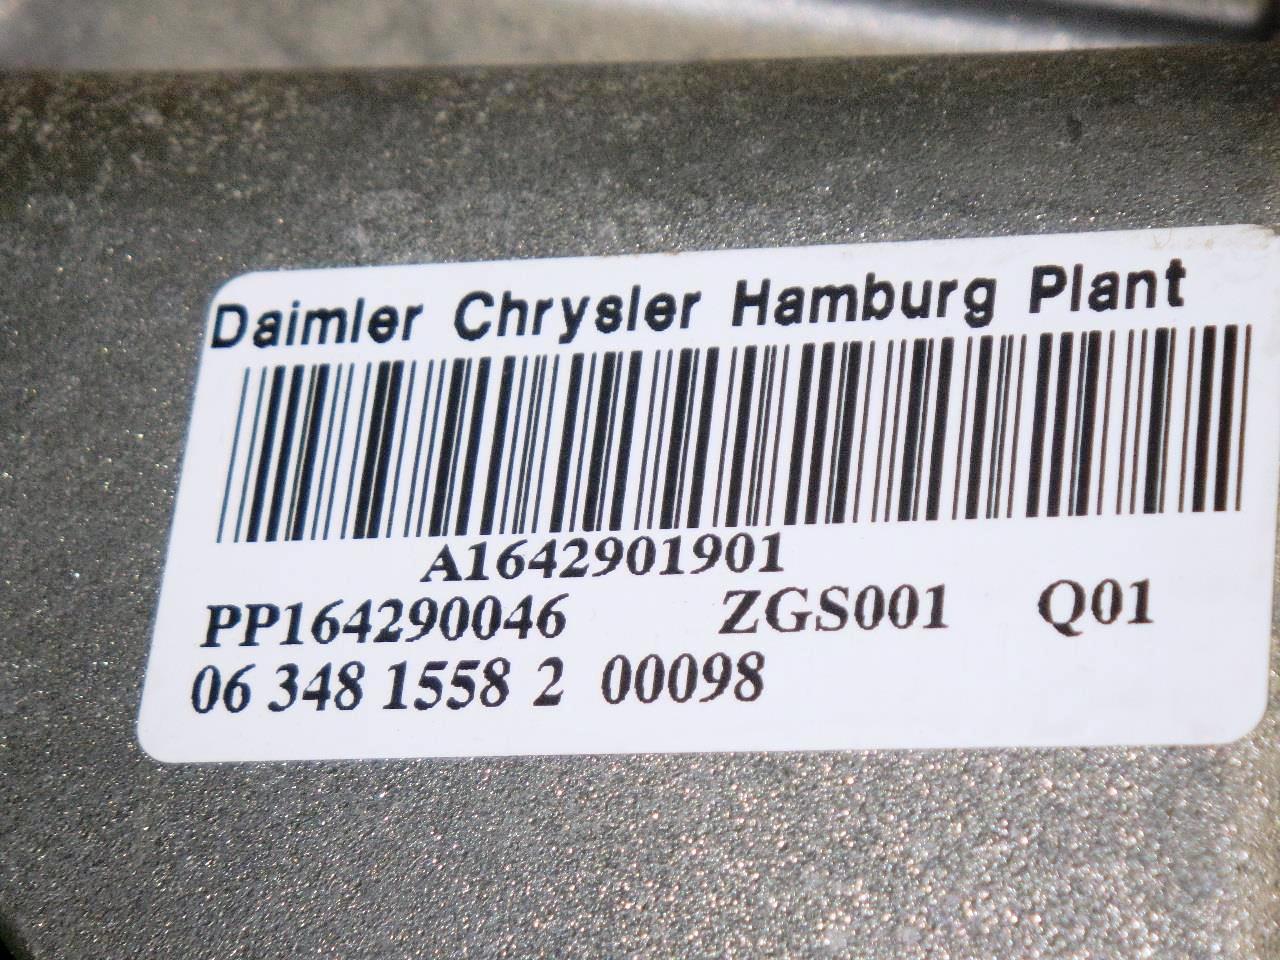 Daimler Chrysler Hamburg Plant
A1642901901
PP164290046 ZGS001 Q01
06 348 1558 2 00098